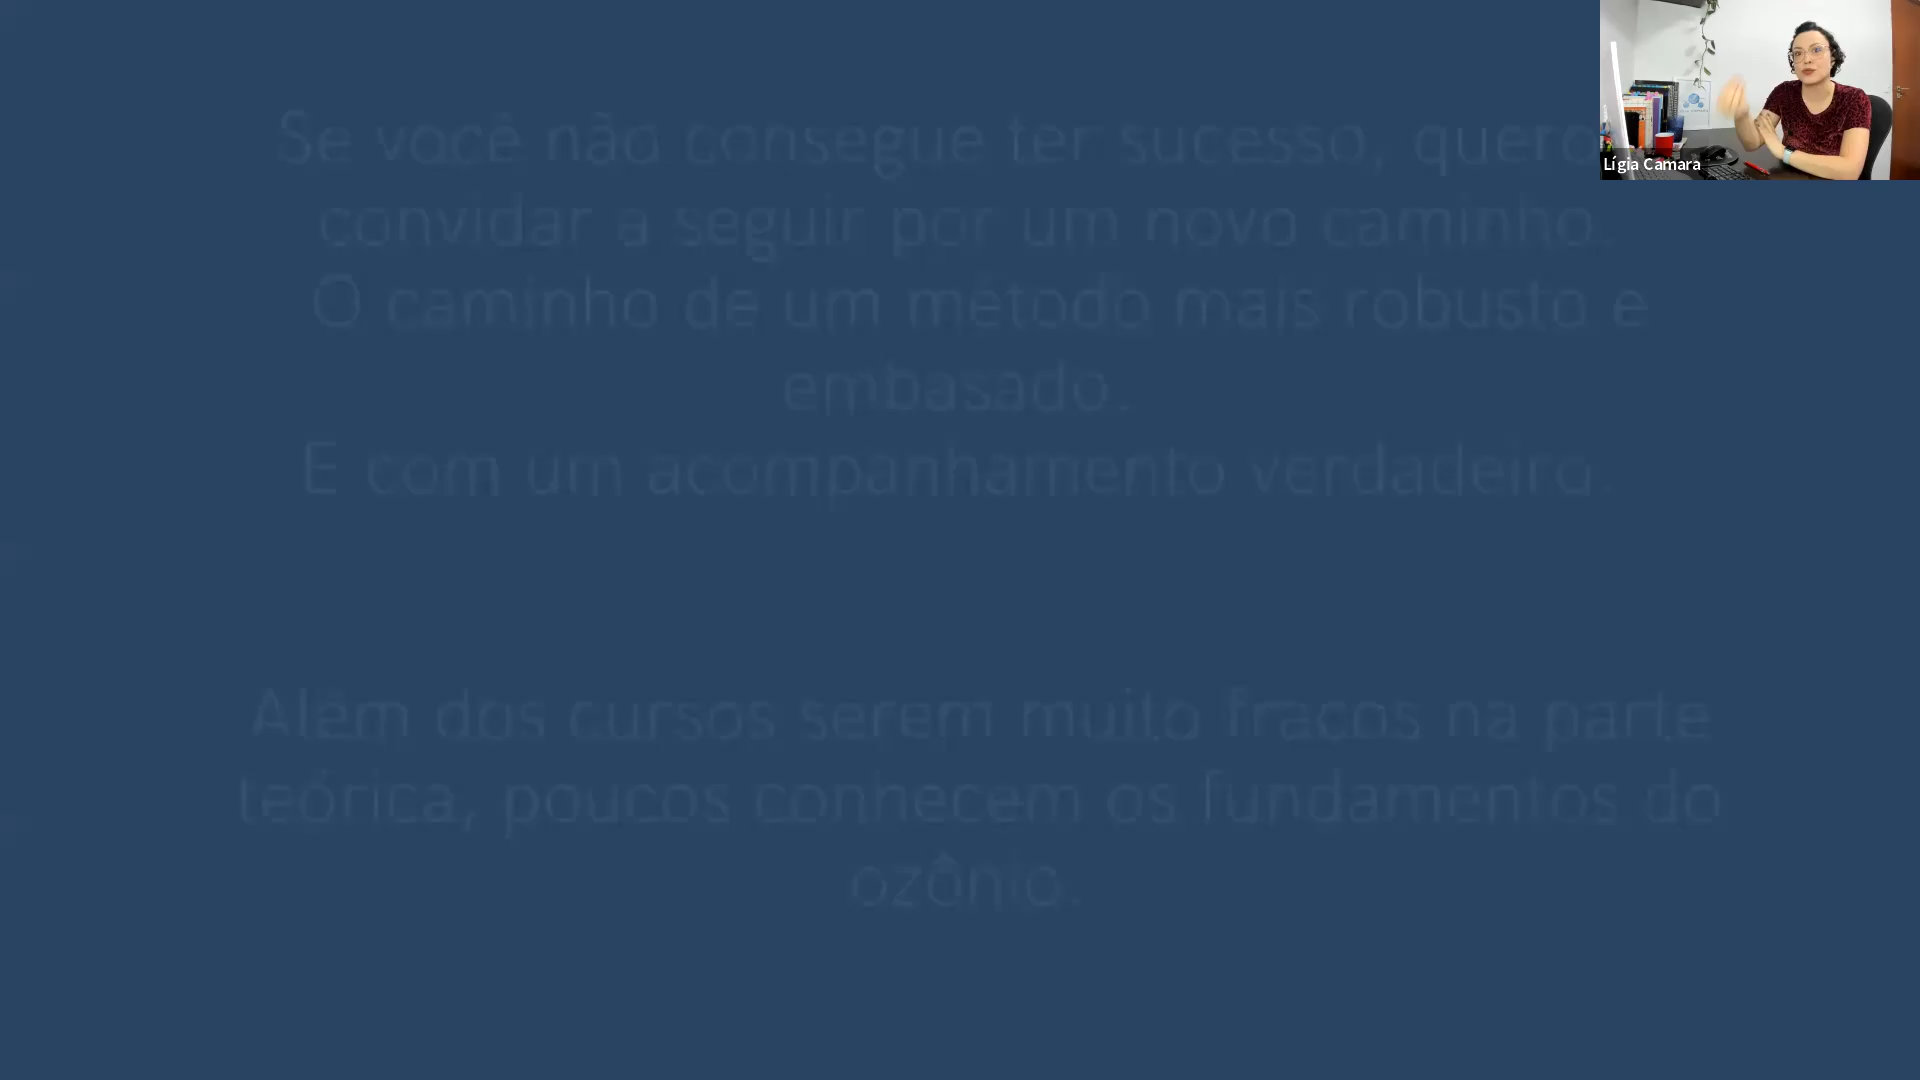 Se você não consegue ter sucesso, quero
convidar a seguir por um novo caminho.
O caminho de um método mais robusto e
embasado.
E com um acompanhamento verdadeiro.
Além dos cursos serem muito fracos na parte
teórica, poucos conhecem os fundamentos do
ozônio.
Lígia Camara